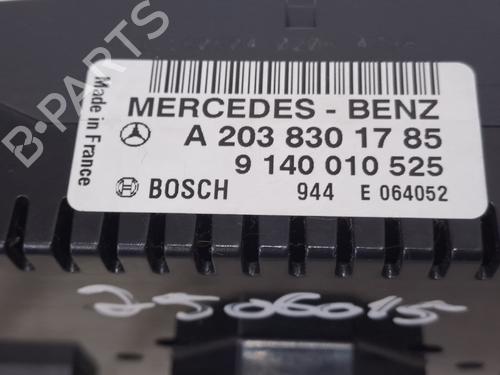 MERCEDES - BENZ
A 203 830 17 85
9 140 010 525
BOSCH 944 E 064052
Made in France
2506015
B-PARTS